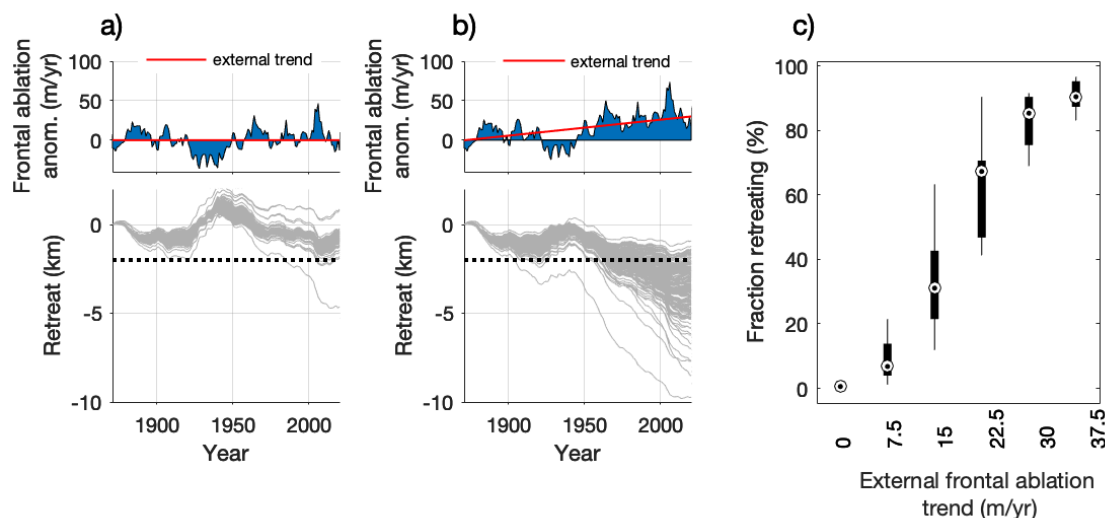 a)
100
50
0
Frontal ablation
anom. (m/yr)
external trend
0
-5
-10
Retreat (km)
1900
1950
2000
Year
b)
100
50
0
Frontal ablation
anom. (m/yr)
external trend
0
-5
-10
Retreat (km)
1900
1950
2000
Year
c)
100
80
60
40
20
0
Fraction retreating (%)
0
7.5
15
22.5
30
37.5
External frontal ablation
trend (m/yr)